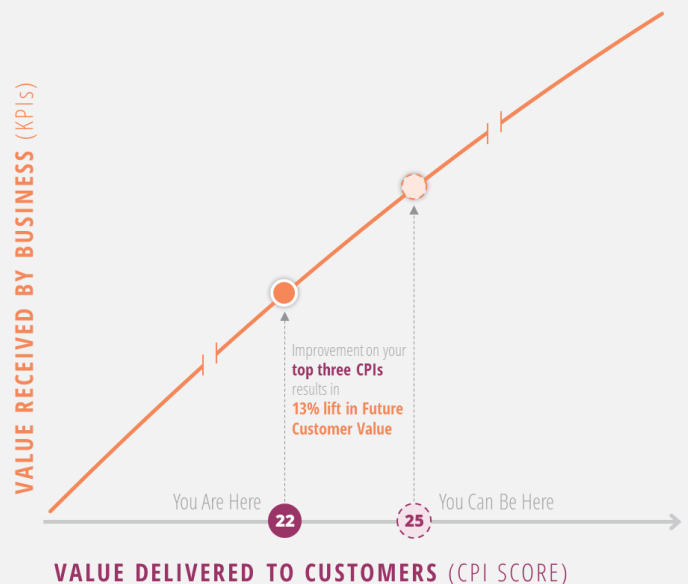 VALUE RECEIVED BY BUSINESS (KPIs)
Improvement on your
top three CPIs
results in
13% lift in Future
Customer Value
You Are Here
22
25
You Can Be Here
VALUE DELIVERED TO CUSTOMERS (CPI SCORE)